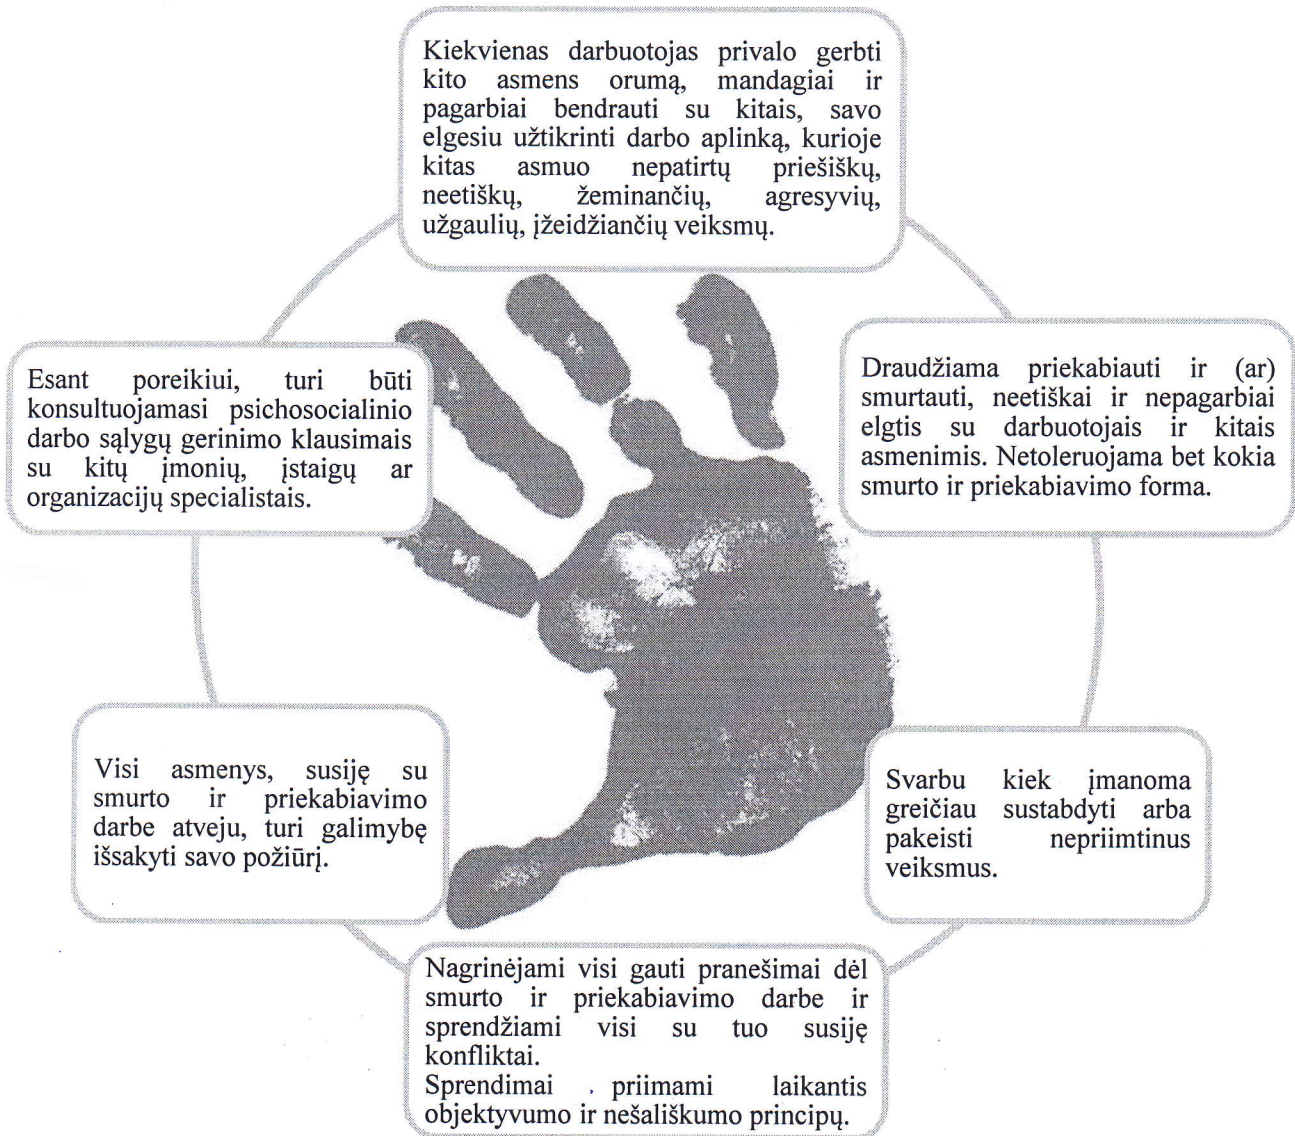 Kiekvienas darbuotojas privalo gerbti
kito asmens orumą, mandagiai ir
pagarbiai bendrauti su kitais, savo
elgesiu užtikrinti darbo aplinką, kurioje
kitas asmuo nepatirtų priešiškų,
neetiškų, žeminančių, agresyvių,
užgaulių, įžeidžiančių veiksmų.
Draudžiama priekabiauti ir (ar)
smurtauti, neetiškai ir nepagarbiai
elgtis su darbuotojais ir kitais
asmenimis. Netoleruojama bet kokia
smurto ir priekabiavimo forma.
Svarbu kiek įmanoma
greičiau sustabdyti arba
pakeisti nepriimtinus
veiksmus.
Nagrinėjami visi gauti pranešimai dėl
smurto ir priekabiavimo darbe ir
sprendžiami visi su tuo susiję
konfliktai.
Sprendimai priimami laikantis
objektyvumo ir nešališkumo principų.
Visi asmenys, susiję su
smurto ir priekabiavimo
darbe atveju, turi galimybę
išsakyti savo požiūrį.
Esant poreikiui, turi būti
konsultuojamasi psichosocialinio
darbo sąlygų gerinimo klausimais
su kitų įmonių, įstaigų ar
organizacijų specialistais.